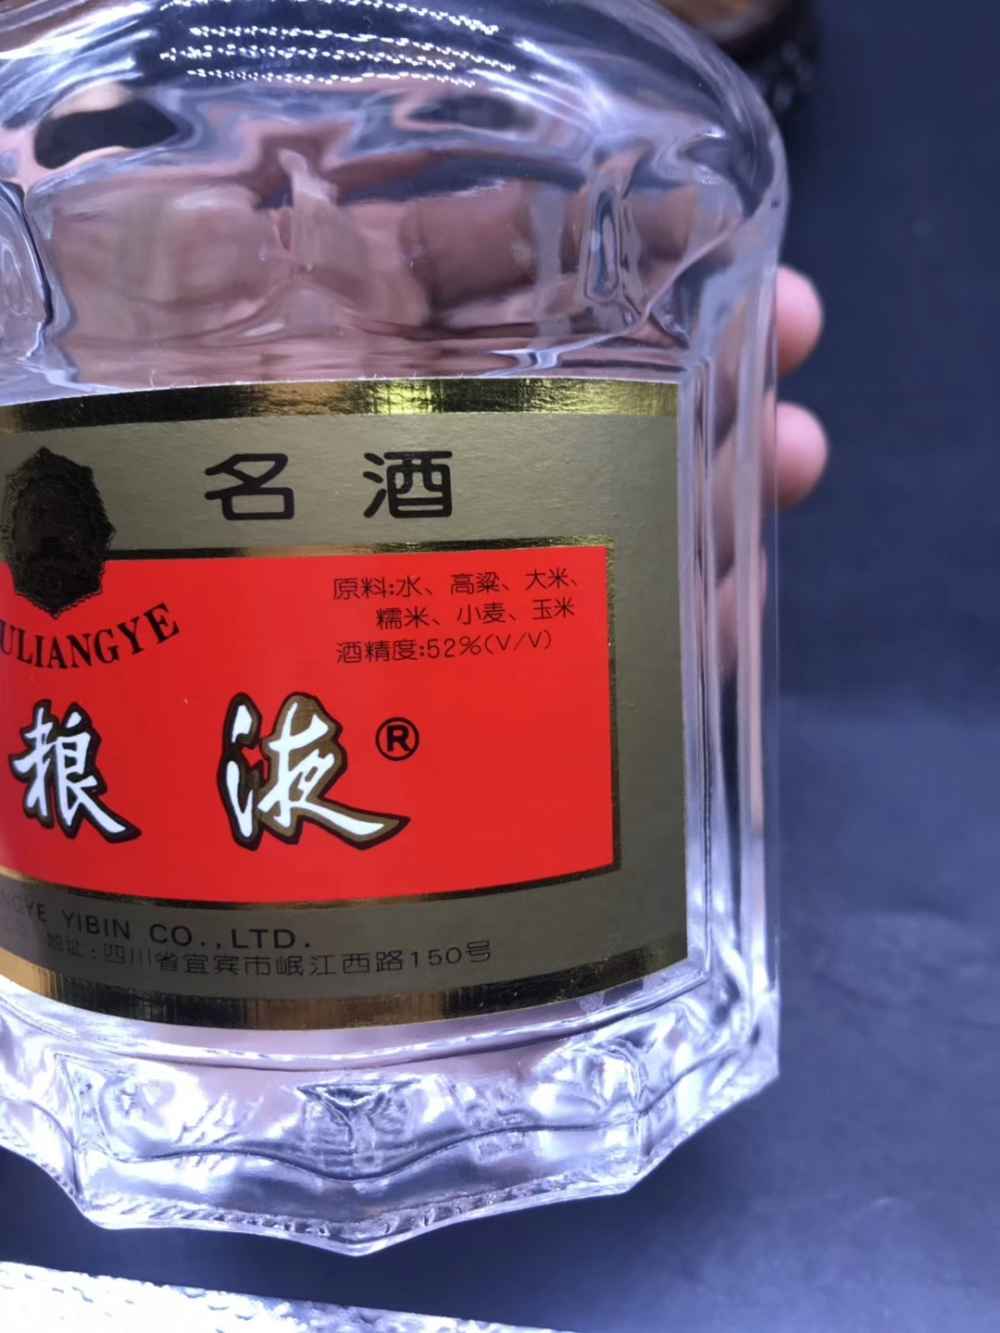 名酒
原料:水、高粱、大米、
糯米、小麦、玉米
酒精度:52%(V/V)
ULIANGYE
粮液®
YE YIBIN CO.,LTD.
地址:四川省宜宾市岷江西路150号